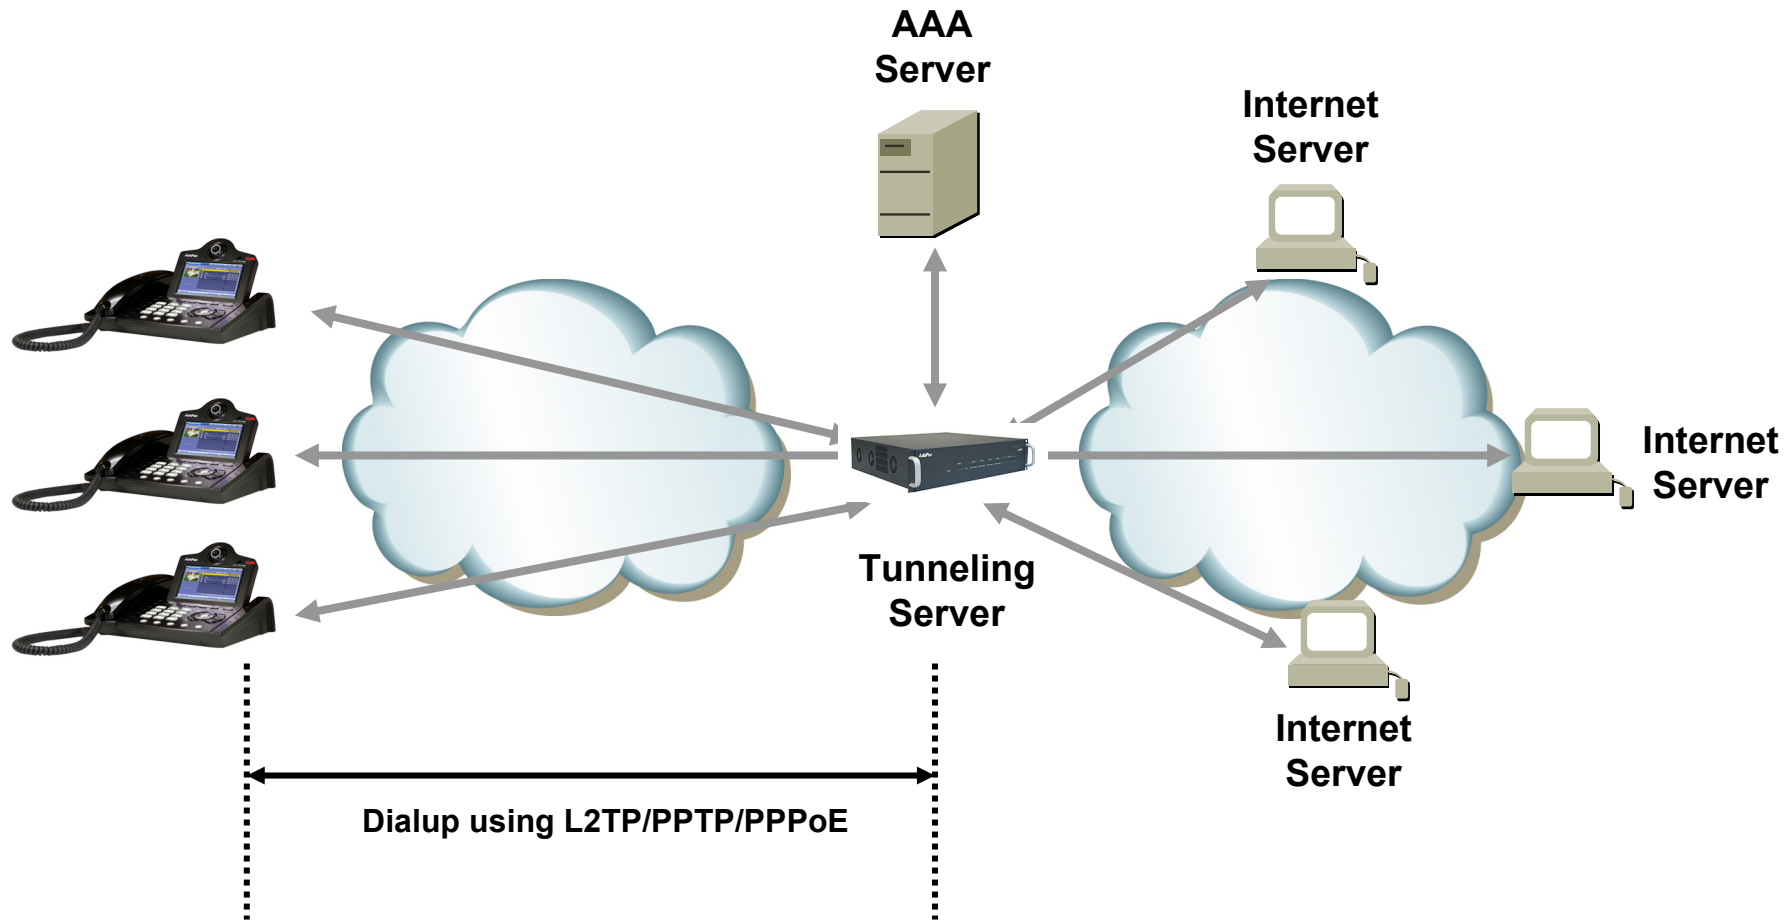 AAA
Server
Internet
Server
Internet
Server
Tunneling
Server
Internet
Server
Dialup using L2TP/PPTP/PPPoE